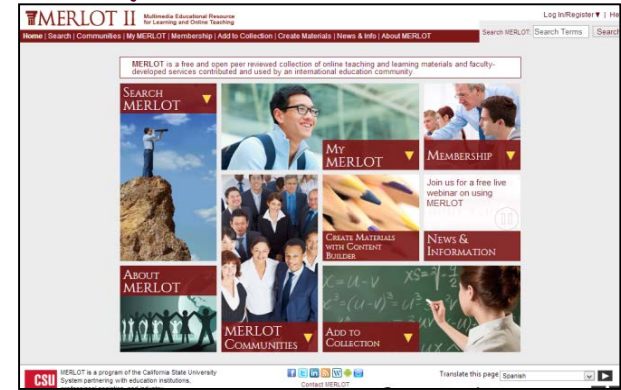 MERLOT II Multimedia Educational Resource
for Learning and Online Teaching
Log In/Register ▼ | He
Home | Search | Communities | My MERLOT | Membership | Add to Collection | Create Materials | News & Info | About MERLOT
Search MERLOT: Search Terms Search
MERLOT is a free and open peer reviewed collection of online teaching and learning materials and faculty-
developed services contributed and used by an international education community.
SEARCH
MERLOT
MY
MERLOT
MEMBERSHIP
Join us for a free live
webinar on using
MERLOT
CREATE MATERIALS
WITH CONTENT
BUILDER
NEWS &
INFORMATION
ABOUT
MERLOT
MERLOT
COMMUNITIES
ADD TO
COLLECTION
CSU
MERLOT is a program of the California State University
System partnering with education institutions,
Contact MERLOT
Translate this page Spanish